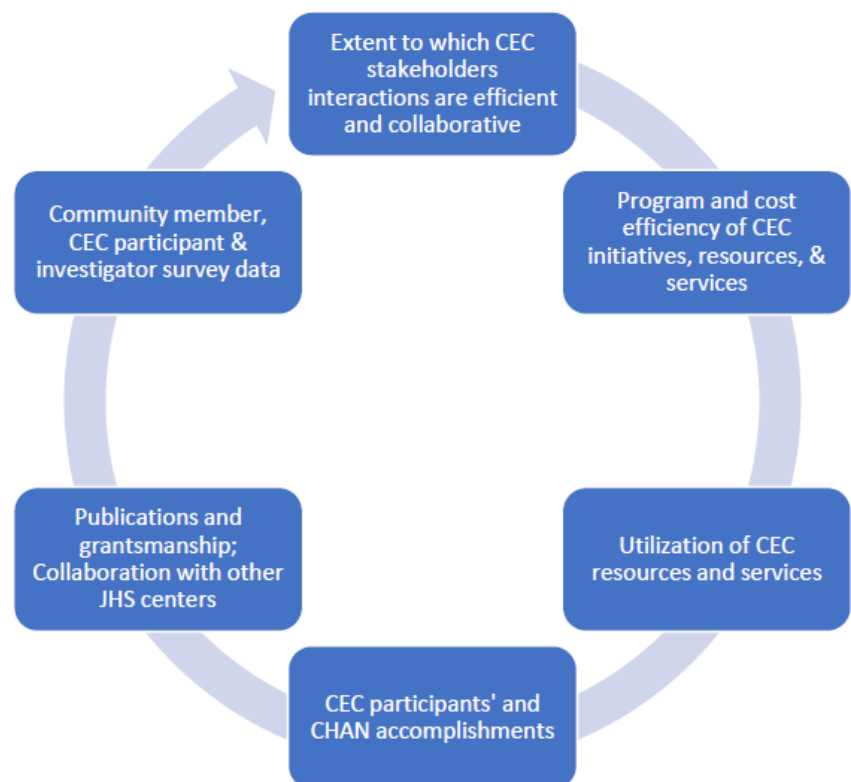 Extent to which CEC
stakeholders
interactions are efficient
and collaborative
Program and cost
efficiency of CEC
initiatives, resources, &
services
Utilization of CEC
resources and services
CEC participants' and
CHAN accomplishments
Publications and
grantsmanship;
Collaboration with other
JHS centers
Community member,
CEC participant &
investigator survey data